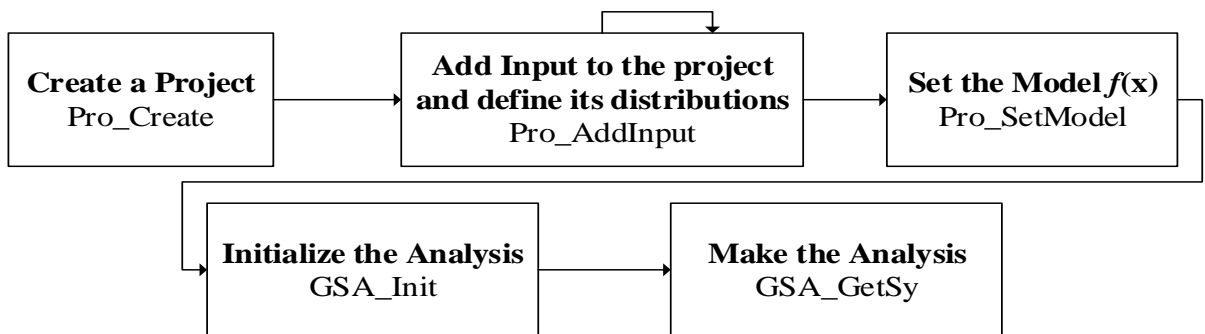 Create a Project
Pro_Create
Add Input to the project
and define its distributions
Pro_AddInput
Set the Model f(x)
Pro_SetModel
Initialize the Analysis
GSA_Init
Make the Analysis
GSA_GetSy